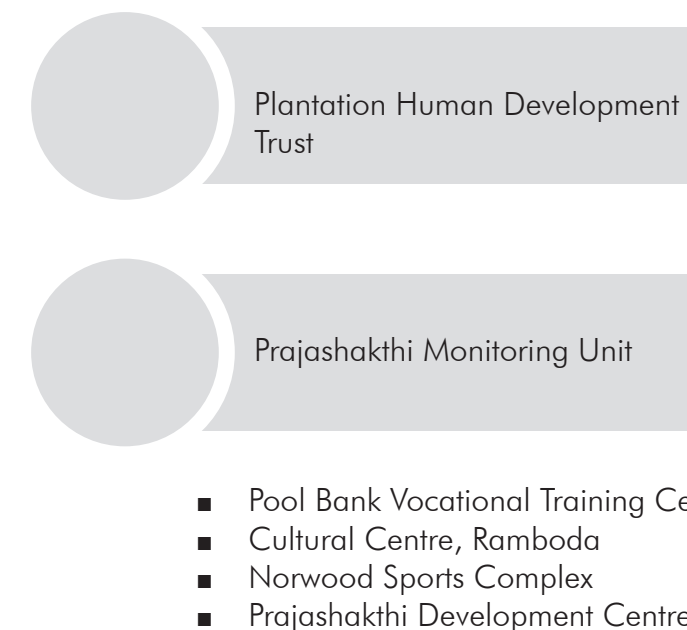 Plantation Human Development
Trust
Prajashakthi Monitoring Unit
▪ Pool Bank Vocational Training
▪ Cultural Centre, Ramboda
▪ Norwood Sports Complex
▪ Prajashakthi Development Centre